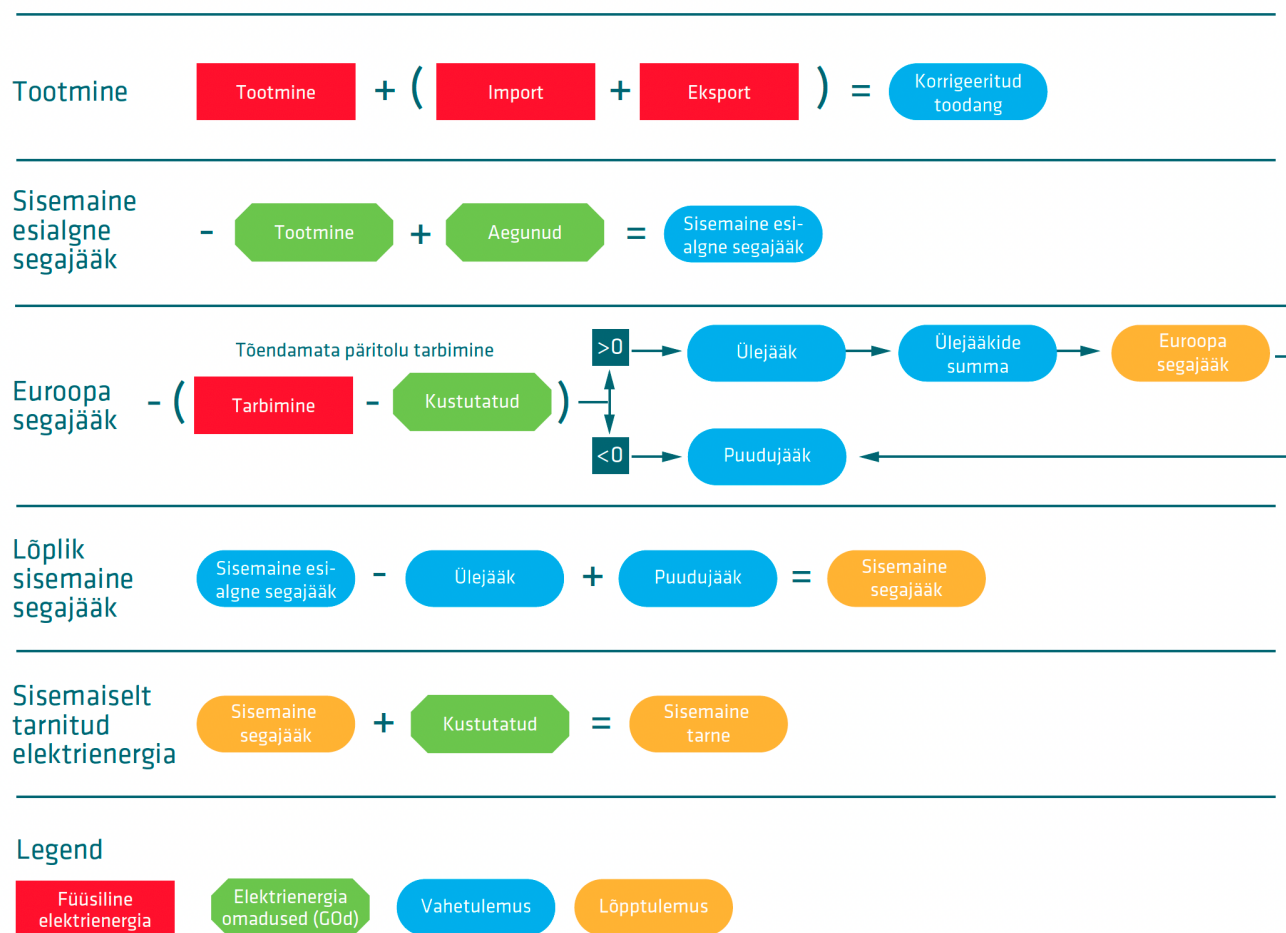 Tootmine
Tootmine + ( Import + Eksport ) = Korrigeeritud
toodang
Sisemaine
esialgne
segajääk
- Tootmine + Aegunud = Sisemaine esi-
algne segajääk
Euroopa
segajääk
Tõendamata päritolu tarbimine
- ( Tarbimine - Kustutatud )
>0
Ülejääk
Ülejääkide
summa
Euroopa
segajääk
<0
Puudujääk
Lõplik
sisemaine
segajääk
Sisemaine esi-
algne segajääk
- Ülejääk + Puudujääk =
Sisemaine
segajääk
Sisemaiselt
tarnitud
elektrienergia
Sisemaine
segajääk
+ Kustutatud =
Sisemaine
tarne
Legend
Füüsiline
elektrienergia
Elektrienergia
omadused (GOd)
Vahetulemus
Lõpptulemus